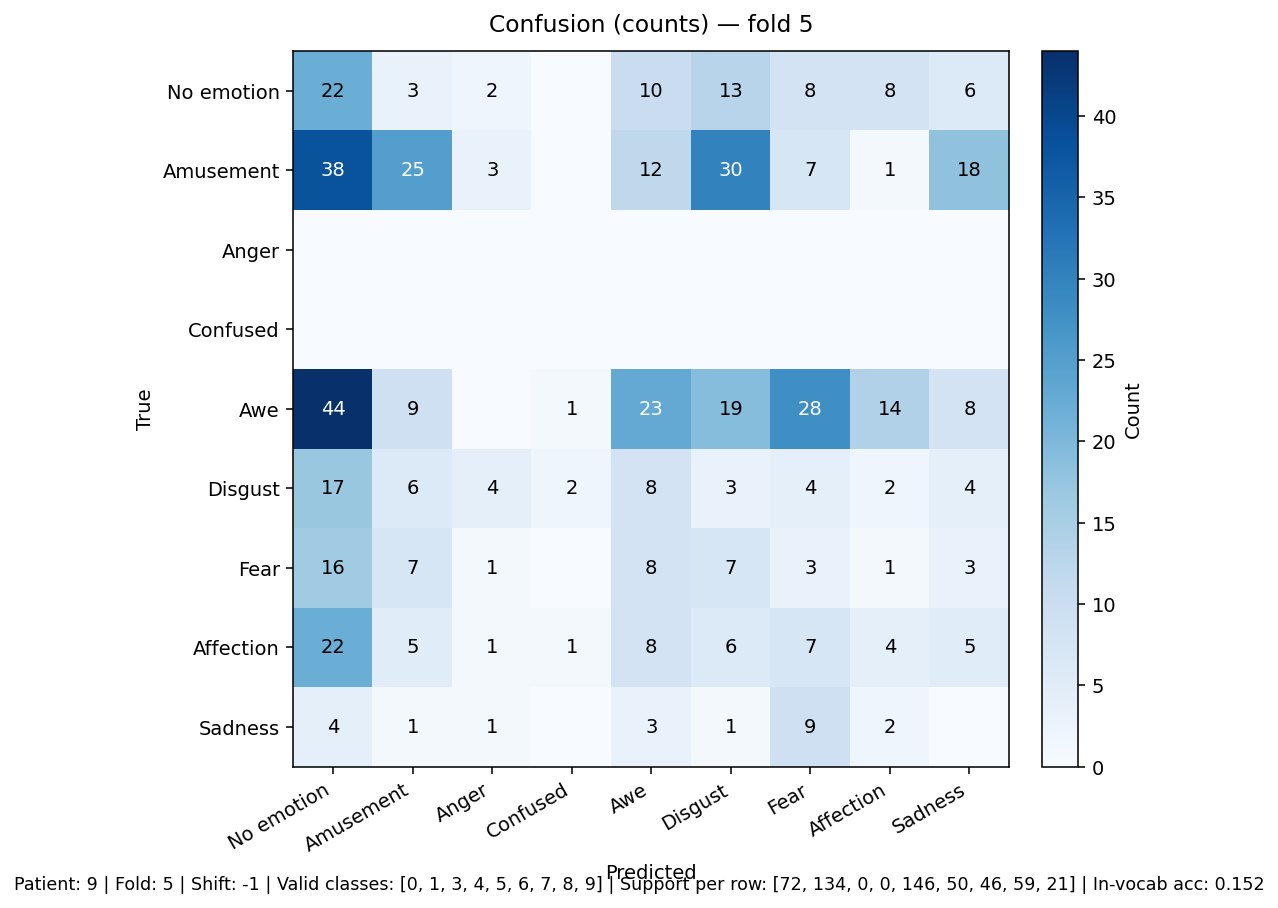 Confusion (counts) — fold 5
No emotion 22 3 2 10 13 8 8 6
Amusement 38 25 3 12 30 7 1 18
Anger
Confused
Awe 44 9 1 23 19 28 14 8
Disgust 17 6 4 2 8 3 4 2 4
Fear 16 7 1 8 7 3 1 3
Affection 22 5 1 1 8 6 7 4 5
Sadness 4 1 1 3 1 9 2
True
No emotion Amusement Anger Confused Awe Disgust Fear Affection Sadness
Predicted
40
35
30
25
20
15
10
5
0
Count
Patient: 9 | Fold: 5 | Shift: -1 | Valid classes: [0, 1, 3, 4, 5, 6, 7, 8, 9] | Support per row: [72, 134, 0, 0, 146, 50, 46, 59, 21] | In-vocab acc: 0.152